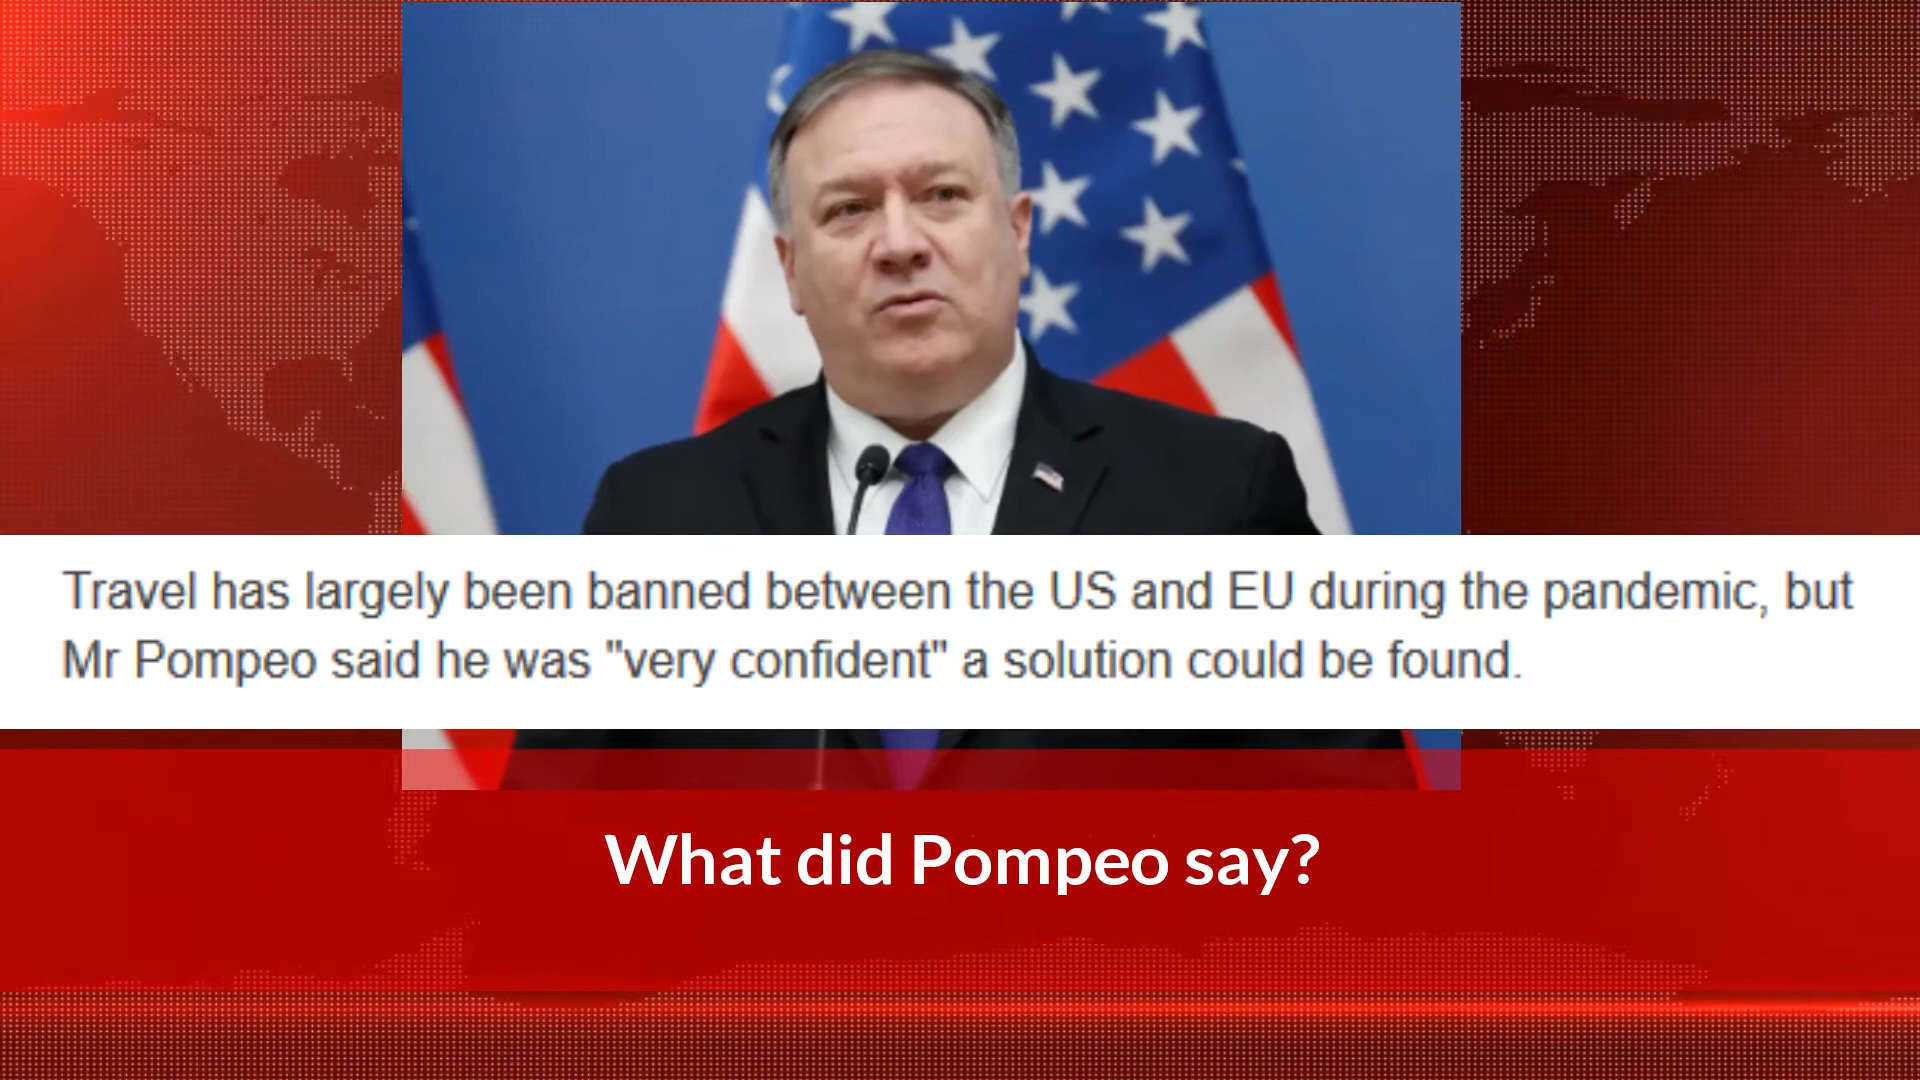 Travel has largely been banned between the US and EU during the pandemic, but
Mr Pompeo said he was "very confident" a solution could be found.
What did Pompeo say?